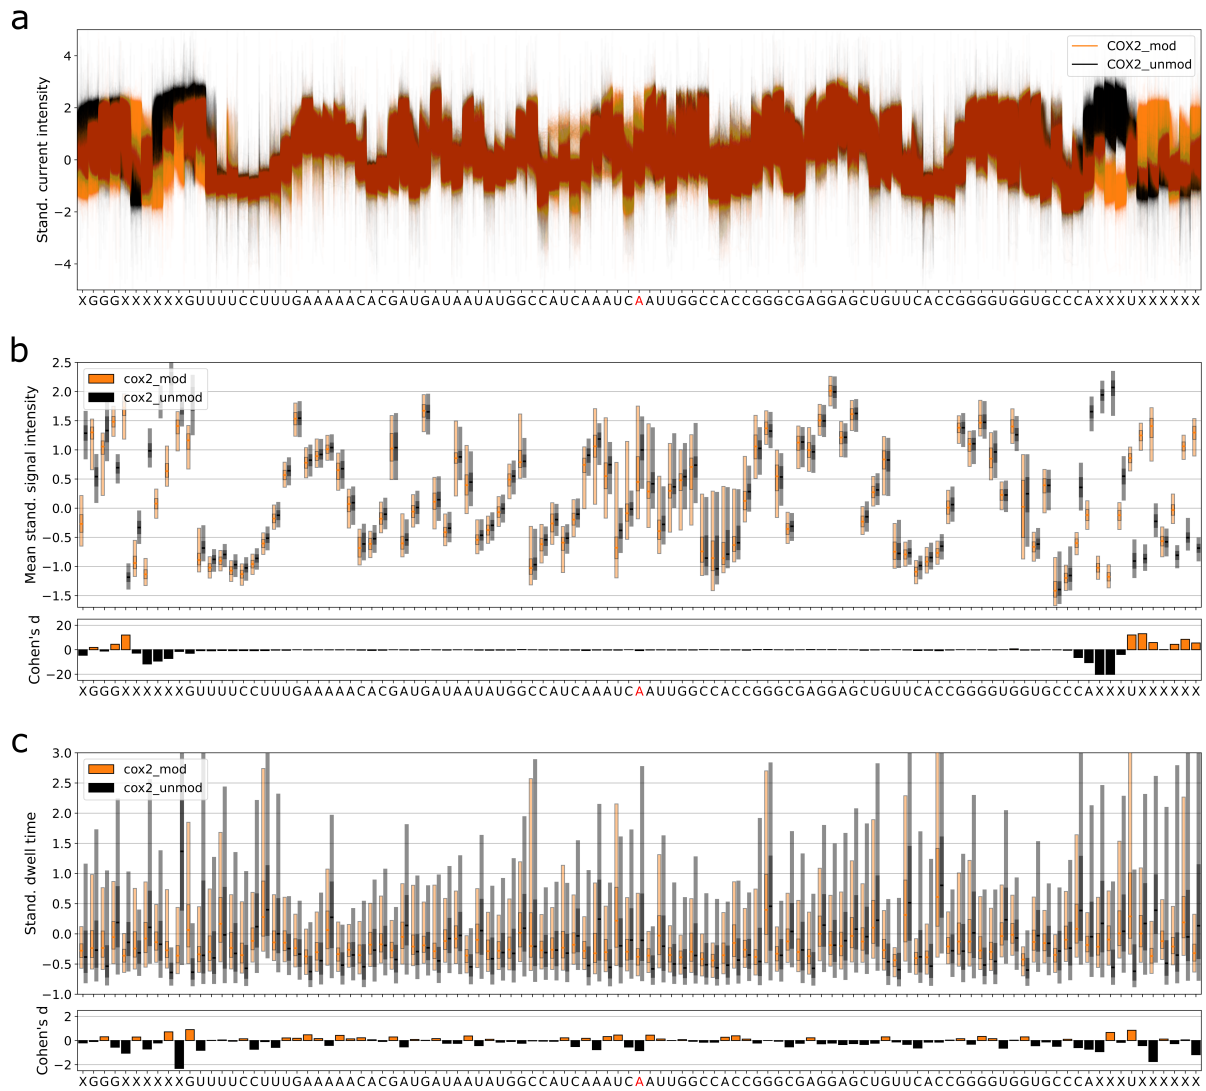 a
Stand. current intensity
4
2
0
−2
−4
COX2_mod
COX2_unmod
XGGGXXXXXXGUUUUCCUUUGAAAAACACGAUGAUAAUAUGGCCAUCAAAUCAAUUGGCCACCGGGCGAGGAGCUGUUCACCGGGGUGGUGCCCAXXXUXXXXXX
b
Mean stand. signal intensity
2.5
2.0
1.5
1.0
0.5
0.0
−0.5
−1.0
−1.5
cox2_mod
cox2_unmod
Cohen's d
20
0
−20
XGGGXXXXXXGUUUUCCUUUGAAAAACACGAUGAUAAUAUGGCCAUCAAAUCAAUUGGCCACCGGGCGAGGAGCUGUUCACCGGGGUGGUGCCCAXXXUXXXXXX
c
Stand. dwell time
3.0
2.5
2.0
1.5
1.0
0.5
0.0
−0.5
−1.0
cox2_mod
cox2_unmod
Cohen's d
2
0
−2
XGGGXXXXXXGUUUUCCUUUGAAAAACACGAUGAUAAUAUGGCCAUCAAAUCAAUUGGCCACCGGGCGAGGAGCUGUUCACCGGGGUGGUGCCCAXXXUXXXXXX